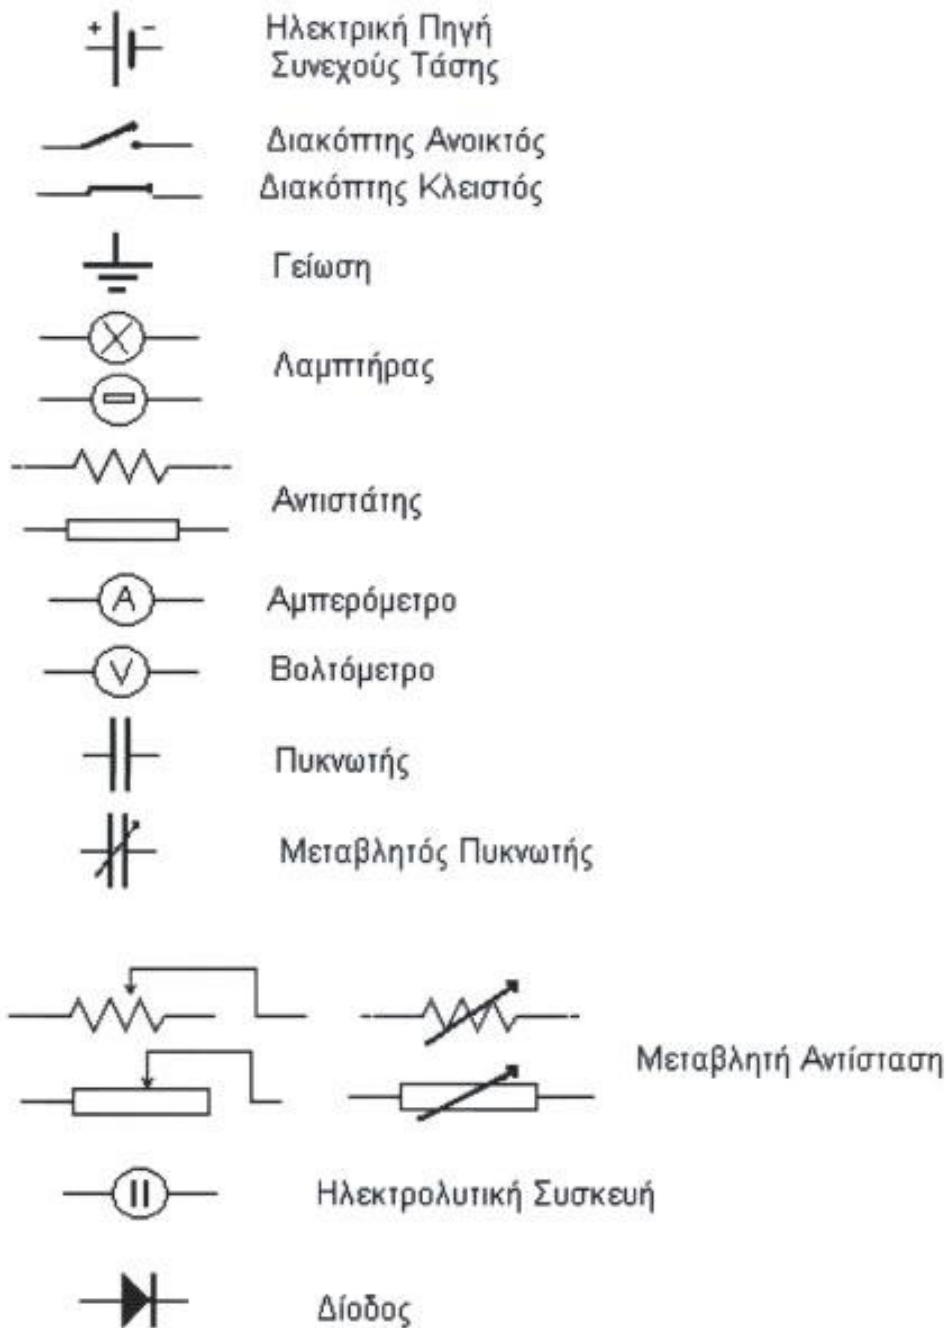 + −
Ηλεκτρική Πηγή
Συνεχούς Τάσης
Διακόπτης Ανοικτός
Διακόπτης Κλειστός
Γείωση
Λαμπτήρας
Αντιστάτης
A
Αμπερόμετρο
V
Βολτόμετρο
Πυκνωτής
Μεταβλητός Πυκνωτής
Μεταβλητή Αντίσταση
Ηλεκτρολυτική Συσκευή
Δίοδος